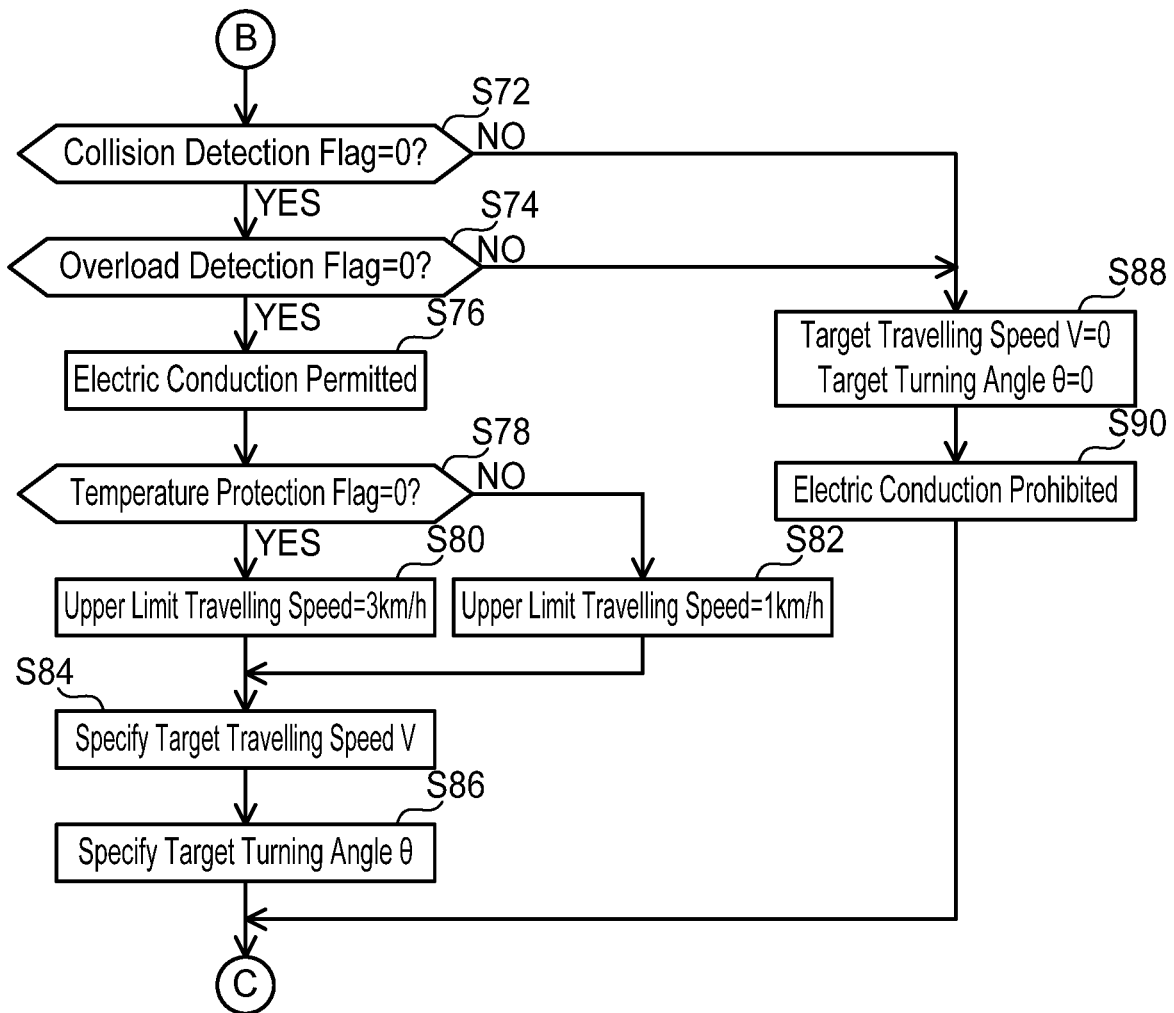 B
S72
Collision Detection Flag=0?
NO
YES
S74
Overload Detection Flag=0?
NO
YES
S76
Electric Conduction Permitted
S88
Target Travelling Speed V=0
Target Turning Angle θ=0
S78
Temperature Protection Flag=0?
NO
YES
S90
Electric Conduction Prohibited
S80
Upper Limit Travelling Speed=3km/h
S82
Upper Limit Travelling Speed=1km/h
S84
Specify Target Travelling Speed V
S86
Specify Target Turning Angle θ
C